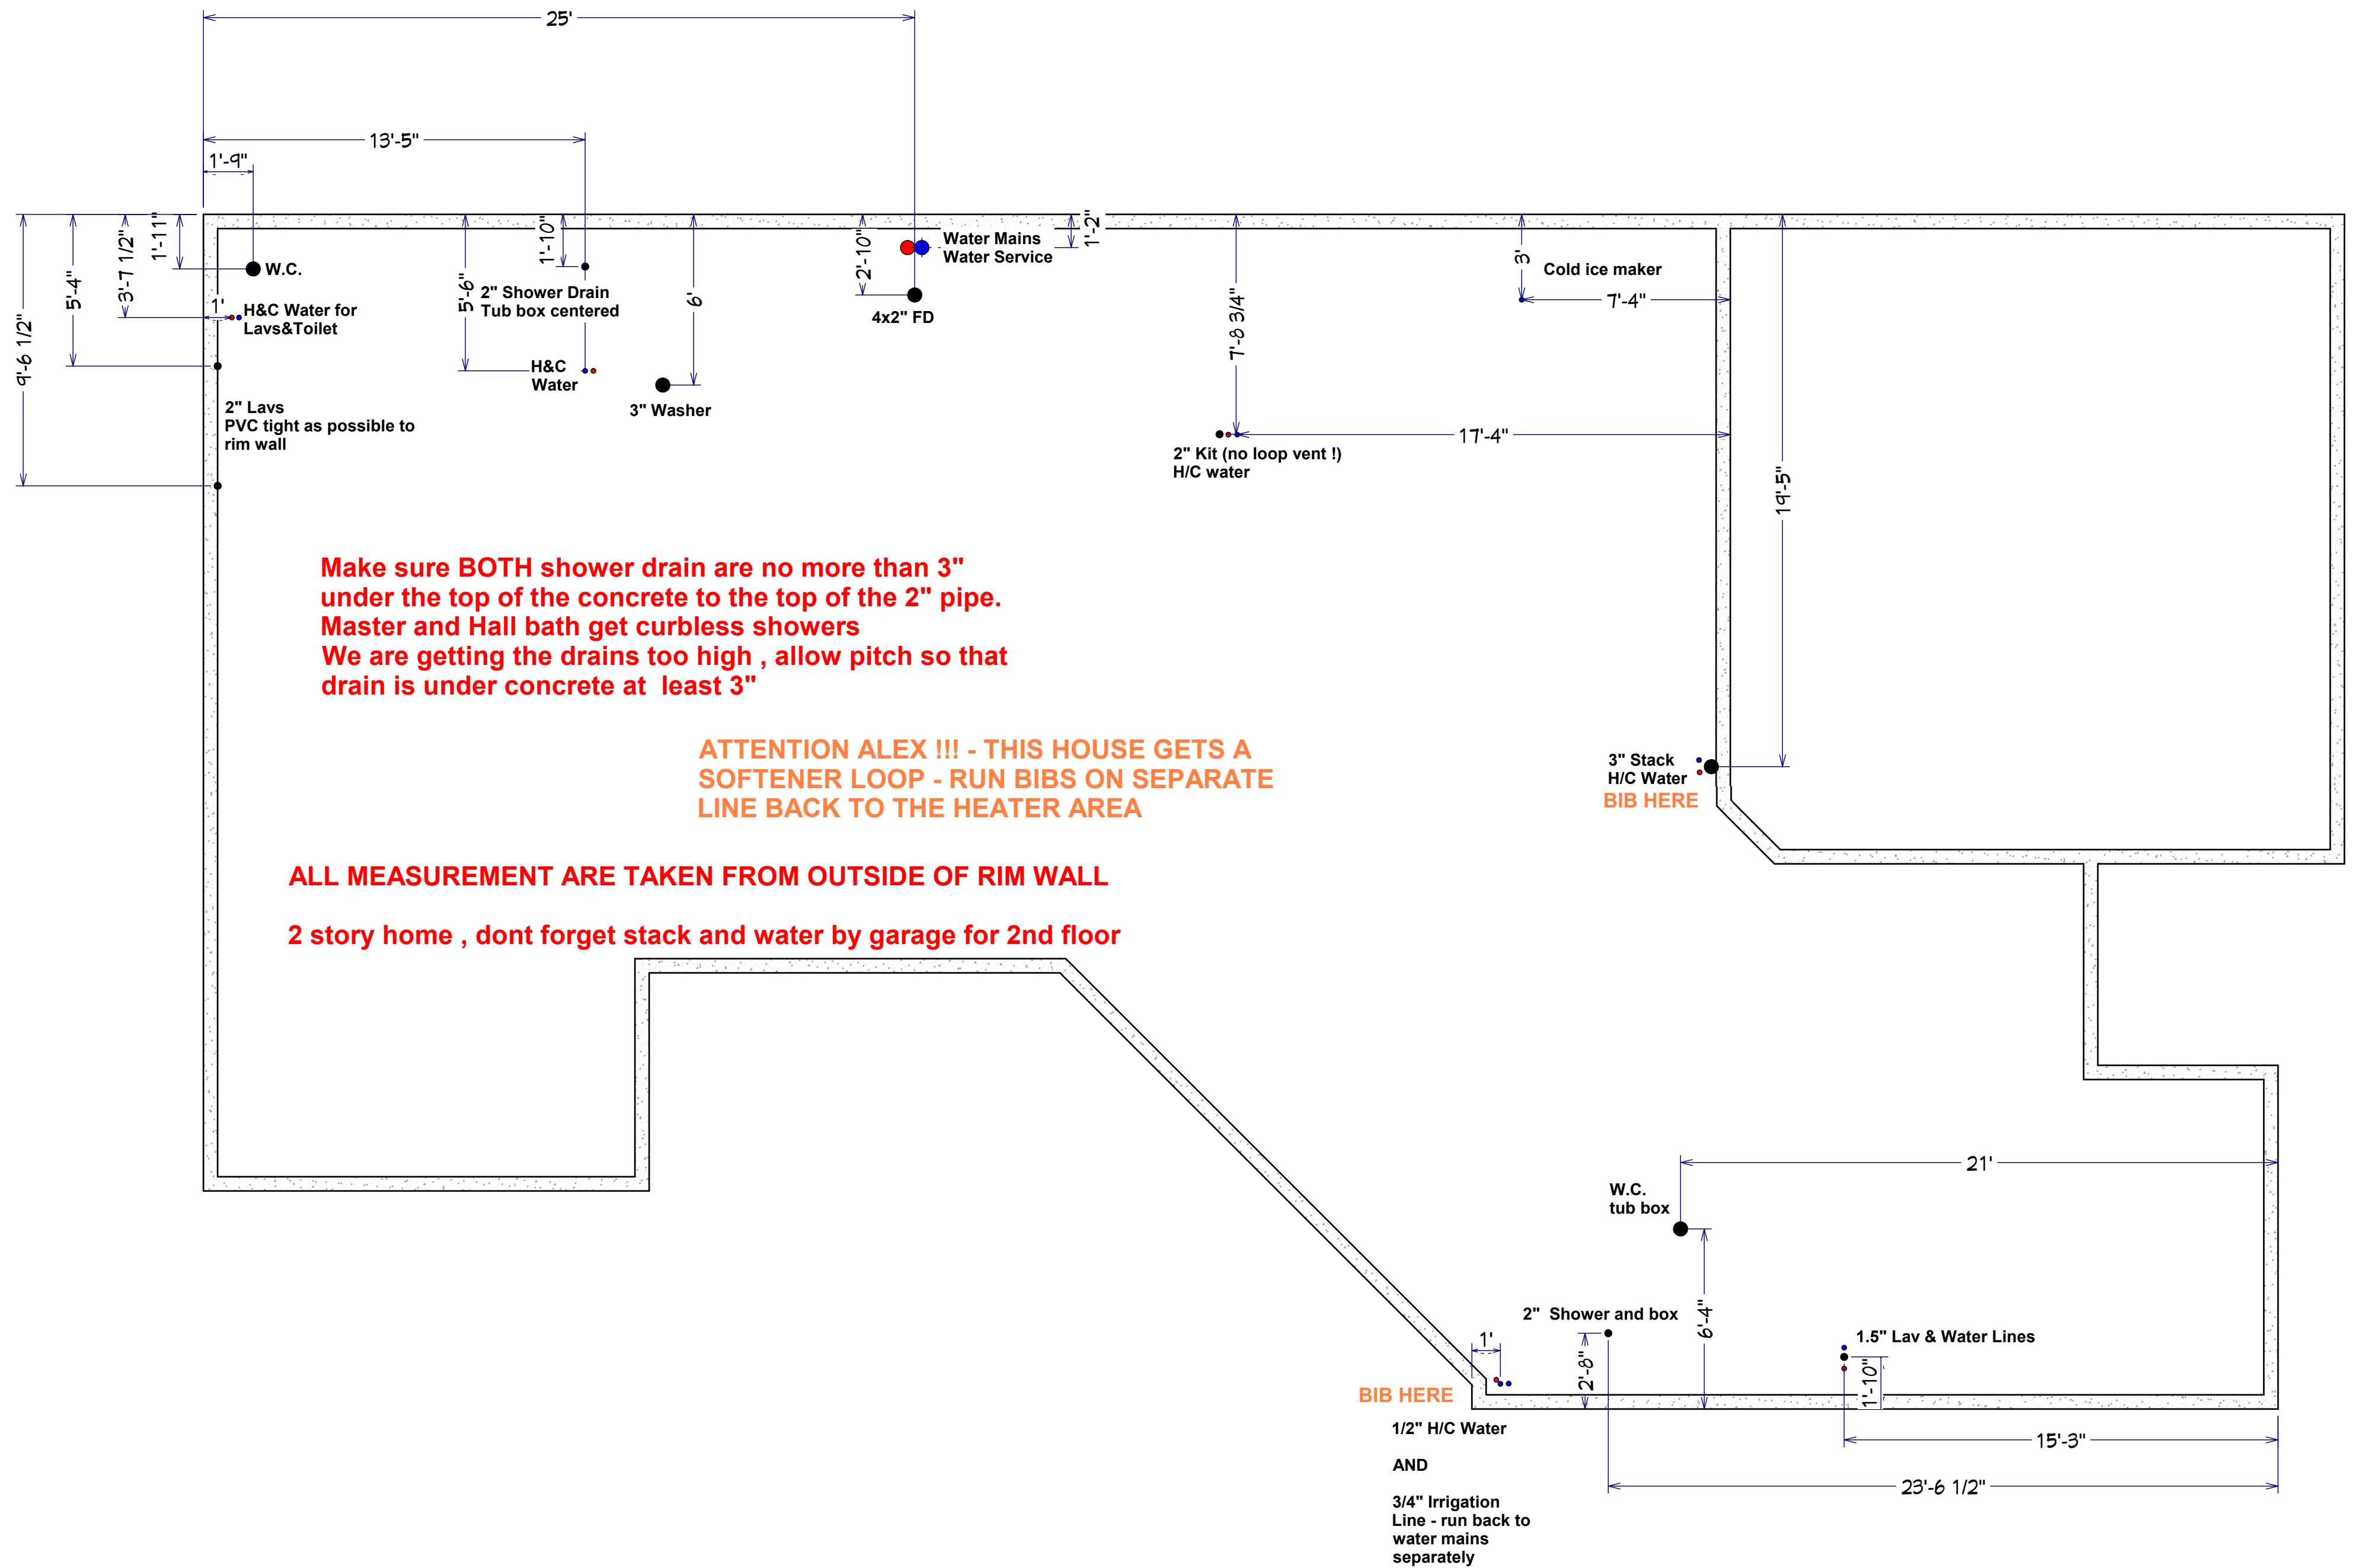 25'
13'-5"
1'-9"
9'-6 1/2"
5'-4"
3'-7 1/2"
1'-11"
W.C.
1'
H&C Water for
Lavs&Toilet
2" Lavs
PVC tight as possible to
rim wall
5'-6"
1'-10"
2" Shower Drain
Tub box centered
H&C
Water
6'
3" Washer
2'-10"
4x2" FD
Water Mains
Water Service
1'-2"
7'-8 3/4"
2" Kit (no loop vent !)
H/C water
17'-4"
3'
Cold ice maker
7'-4"
19'-5"
Make sure BOTH shower drain are no more than 3"
under the top of the concrete to the top of the 2" pipe.
Master and Hall bath get curbless showers
We are getting the drains too high , allow pitch so that
drain is under concrete at least 3"
ATTENTION ALEX !!! - THIS HOUSE GETS A
SOFTENER LOOP - RUN BIBS ON SEPARATE
LINE BACK TO THE HEATER AREA
3" Stack
H/C Water
BIB HERE
ALL MEASUREMENT ARE TAKEN FROM OUTSIDE OF RIM WALL
2 story home , dont forget stack and water by garage for 2nd floor
21'
W.C.
tub box
6'-4"
2" Shower and box
2'-8"
1'
1.5" Lav & Water Lines
1'-10"
BIB HERE
1/2" H/C Water
AND
3/4" Irrigation
Line - run back to
water mains
separately
15'-3"
23'-6 1/2"